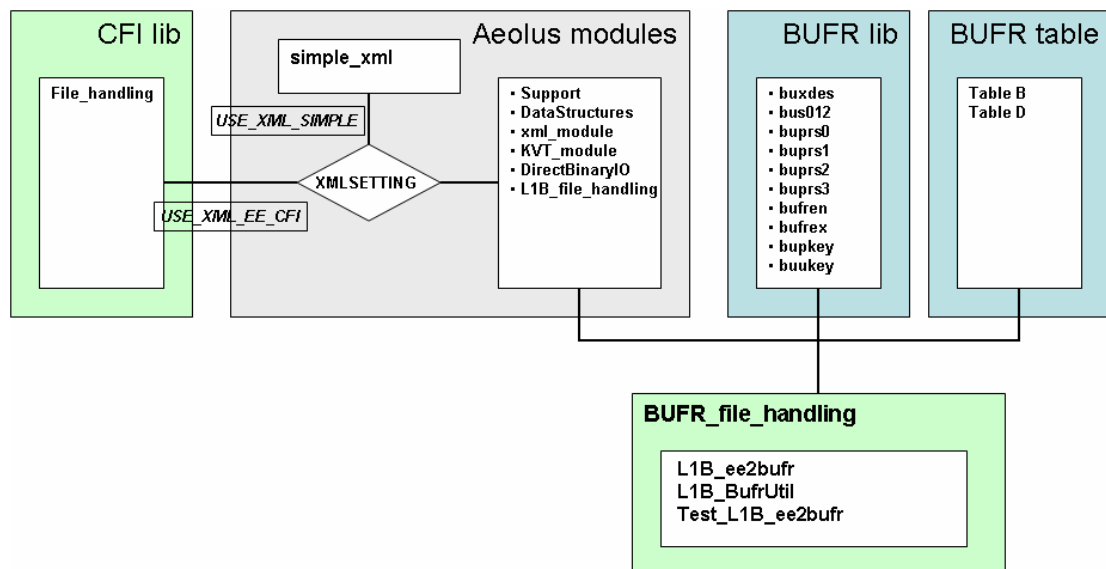 CFI lib
File_handling
Aeolus modules
simple_xml
USE_XML_SIMPLE
XMLSETTING
USE_XML_EE_CFI
· Support
· DataStructures
· xml_module
· KVT_module
· DirectBinaryIO
· L1B_file_handling
BUFR lib
· buxdes
· bus012
· buprs0
· buprs1
· buprs2
· buprs3
· bufren
· bufrex
· bupkey
· buukey
BUFR table
Table B
Table D
BUFR_file_handling
L1B_ee2bufr
L1B_BufrUtil
Test_L1B_ee2bufr